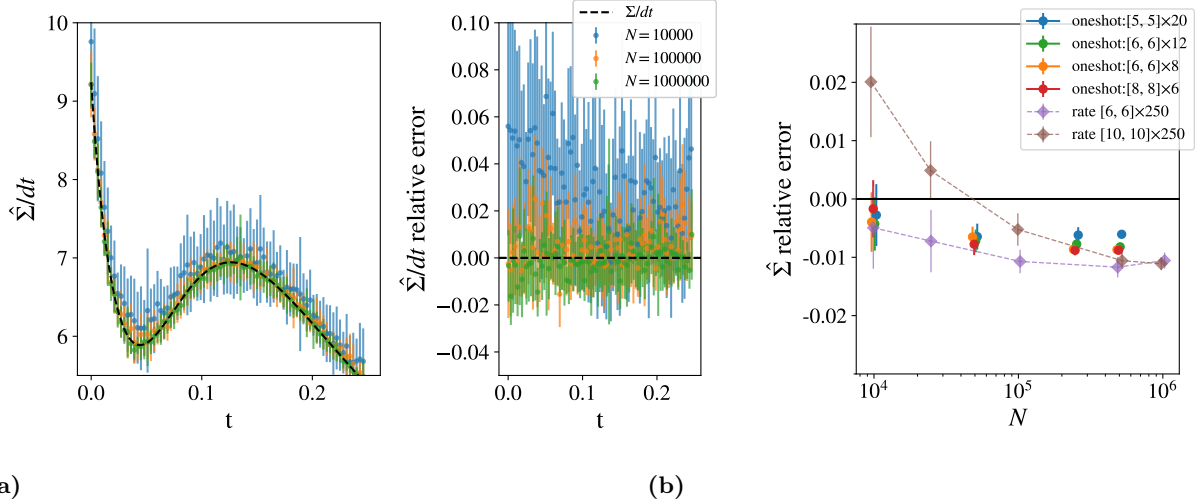 10
9
8
7
6
Σ̂/dt
0.0
0.1
0.2
t
0.10
0.08
0.06
0.04
0.02
0.00
−0.02
−0.04
Σ̂/dt relative error
0.0
0.1
0.2
t
Σ/dt
N = 10000
N = 100000
N = 1000000
0.02
0.01
0.00
-0.01
-0.02
Σ̂ relative error
10⁴
10⁵
10⁶
N
oneshot:[5, 5]×20
oneshot:[6, 6]×12
oneshot:[6, 6]×8
oneshot:[8, 8]×6
rate [6, 6]×250
rate [10, 10]×250
a)
(b)